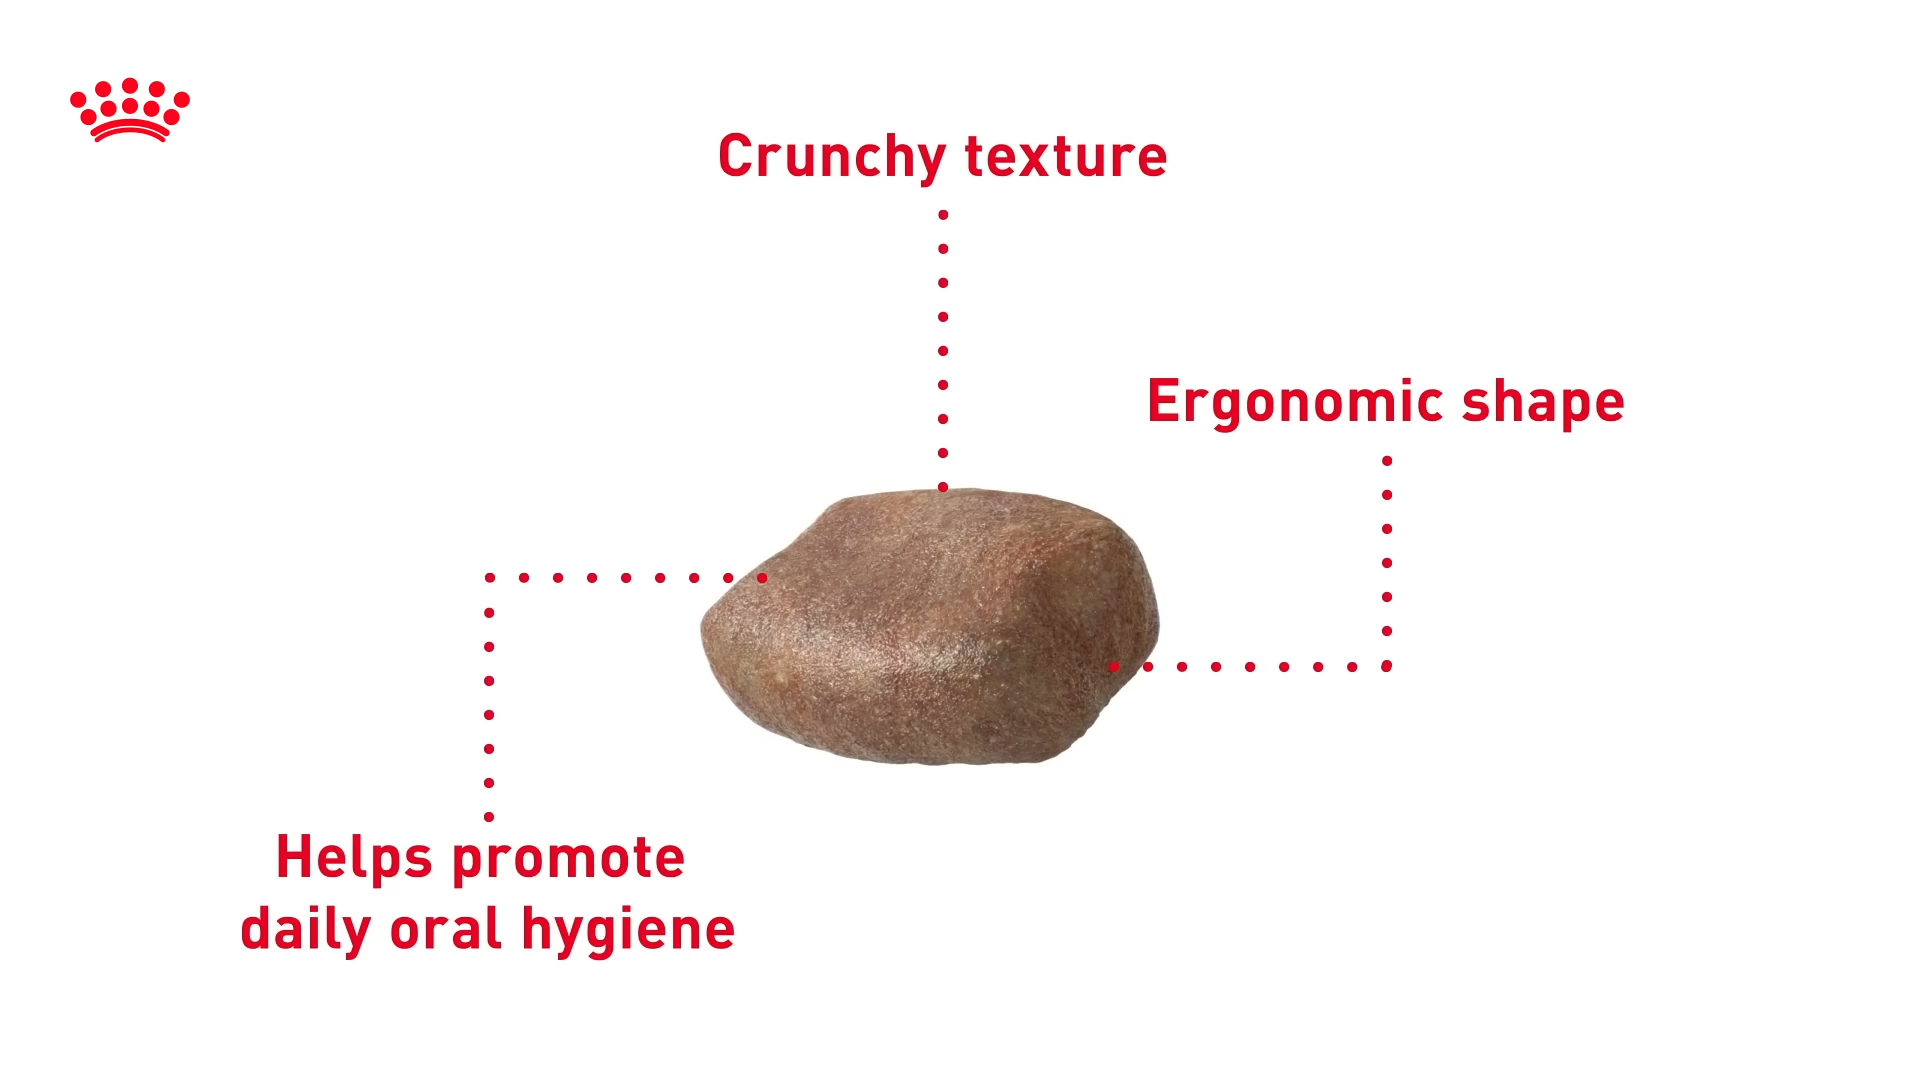 Crunchy texture
Ergonomic shape
Helps promote
daily oral hygiene